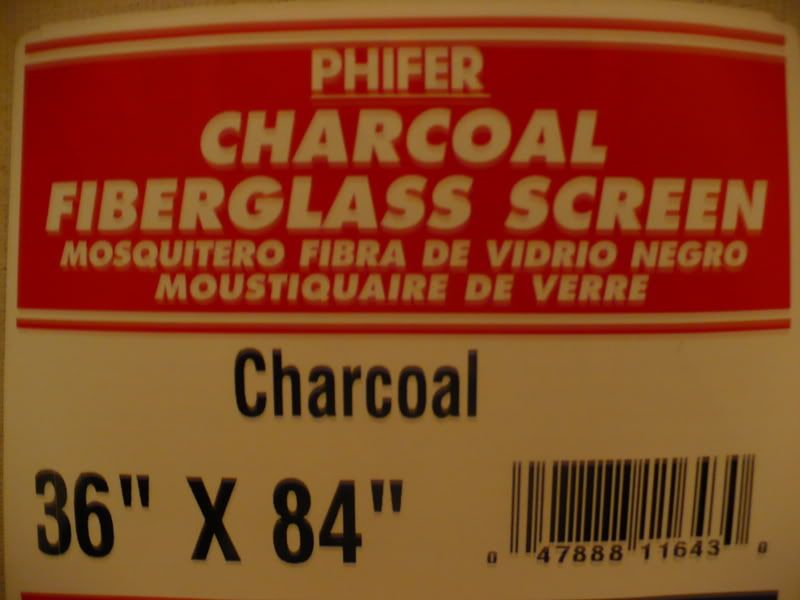 PHIFER
CHARCOAL
FIBERGLASS SCREEN
MOSQUITERO FIBRA DE VIDRIO NEGRO
MOUSTIQUAIRE DE VERRE
Charcoal
36" X 84"
0 47888 11643 0